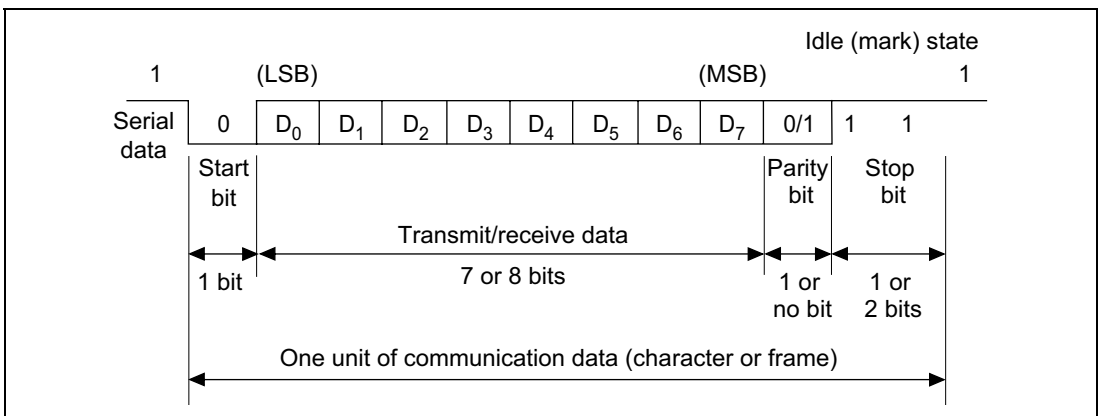 Idle (mark) state
1 (LSB) (MSB) 1
Serial data
0 D0 D1 D2 D3 D4 D5 D6 D7 0/1 1 1
Start bit
Parity bit
Stop bit
Transmit/receive data
1 bit
7 or 8 bits
1 or no bit
1 or 2 bits
One unit of communication data (character or frame)